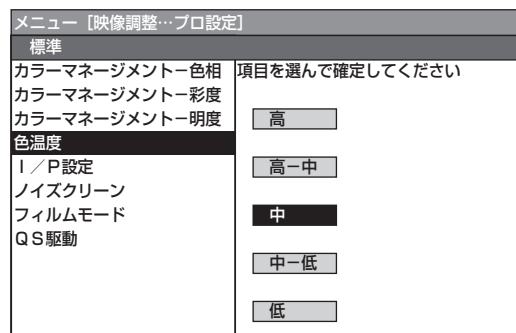 メニュー［映像調整…プロ設定］
標準
カラーマネージメント－色相
カラーマネージメント－彩度
カラーマネージメント－明度
色温度
Ｉ／Ｐ設定
ノイズクリーン
フィルムモード
ＱＳ駆動
項目を選んで確定してください
高
高－中
中
中－低
低